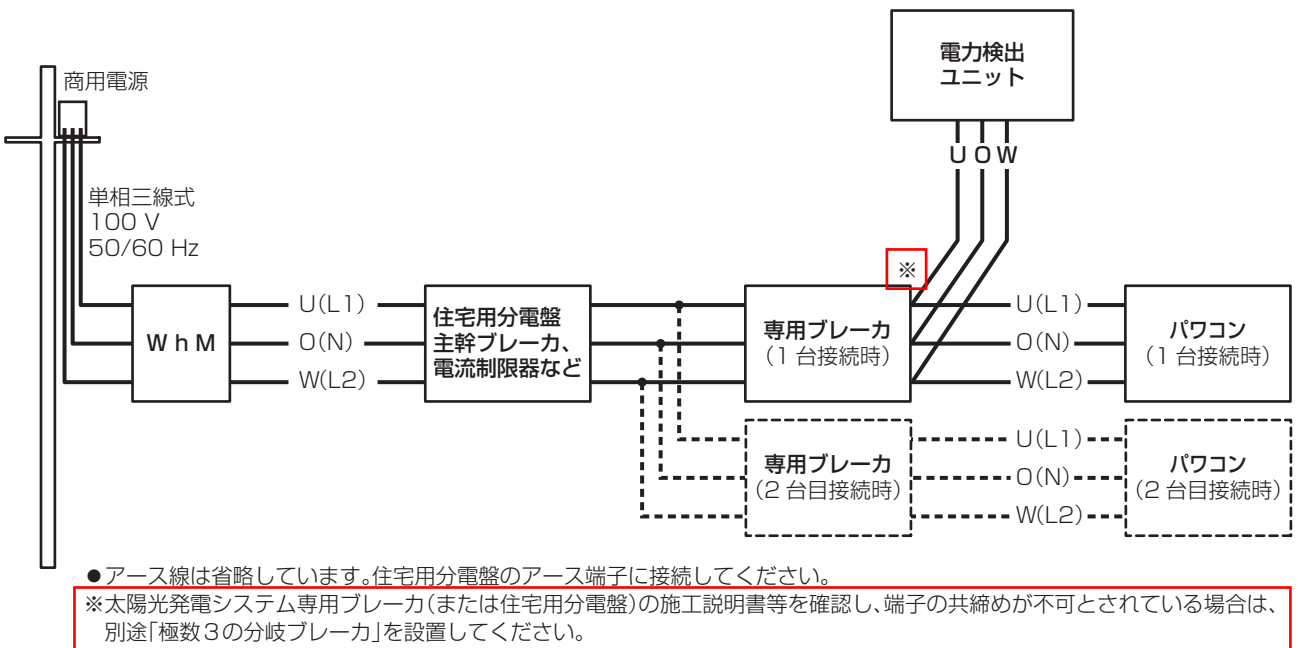 電力検出
ユニット
商用電源
U O W
単相三線式
100 V
50/60 Hz
※
WhM
U(L1)
O(N)
W(L2)
住宅用分電盤
主幹ブレーカ、
電流制限器など
専用ブレーカ
(1 台接続時)
U(L1)
O(N)
W(L2)
パワコン
(1 台接続時)
専用ブレーカ
(2 台目接続時)
U(L1)
O(N)
W(L2)
パワコン
(2 台目接続時)
●アース線は省略しています。住宅用分電盤のアース端子に接続してください。
※太陽光発電システム専用ブレーカ(または住宅用分電盤)の施工説明書等を確認し、端子の共締めが不可とされている場合は、
別途「極数3の分岐ブレーカ」を設置してください。